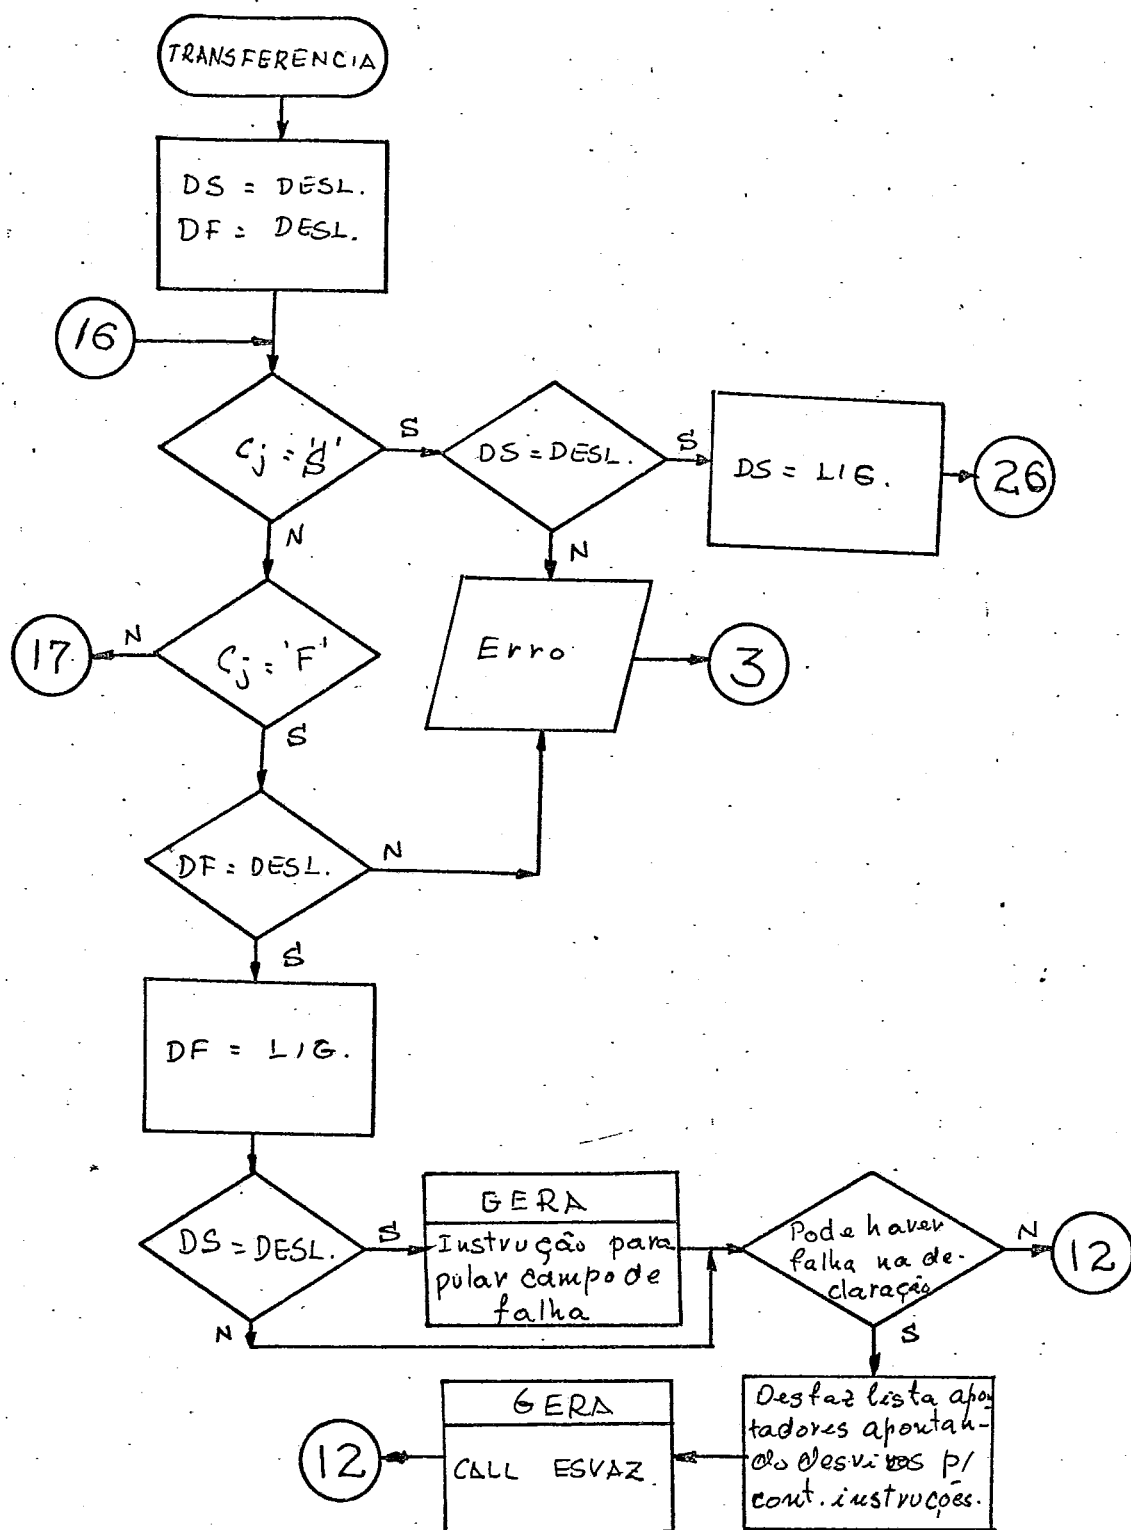 TRANSFERENCIA
DS = DESL.
DF = DESL.
16
Cj = 'S'
S
DS = DESL.
S
DS = LIG.
26
N
N
Cj = 'F'
N
17
Erro
3
S
DF = DESL.
N
S
DF = LIG.
DS = DESL.
S
N
GERA
Instrução para
pular campo de
falha
Pode haver
falha na de-
claração
N
12
S
Desfaz lista apon
tadores apontan-
do desvios p/
cont. instruções.
GERA
CALL ESVAZ
12